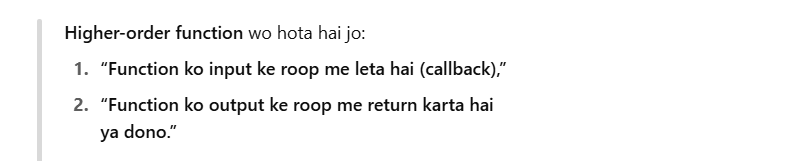 Higher-order function wo hota hai jo:
1. “Function ko input ke roop me leta hai (callback),”
2. “Function ko output ke roop me return karta hai
ya dono.”